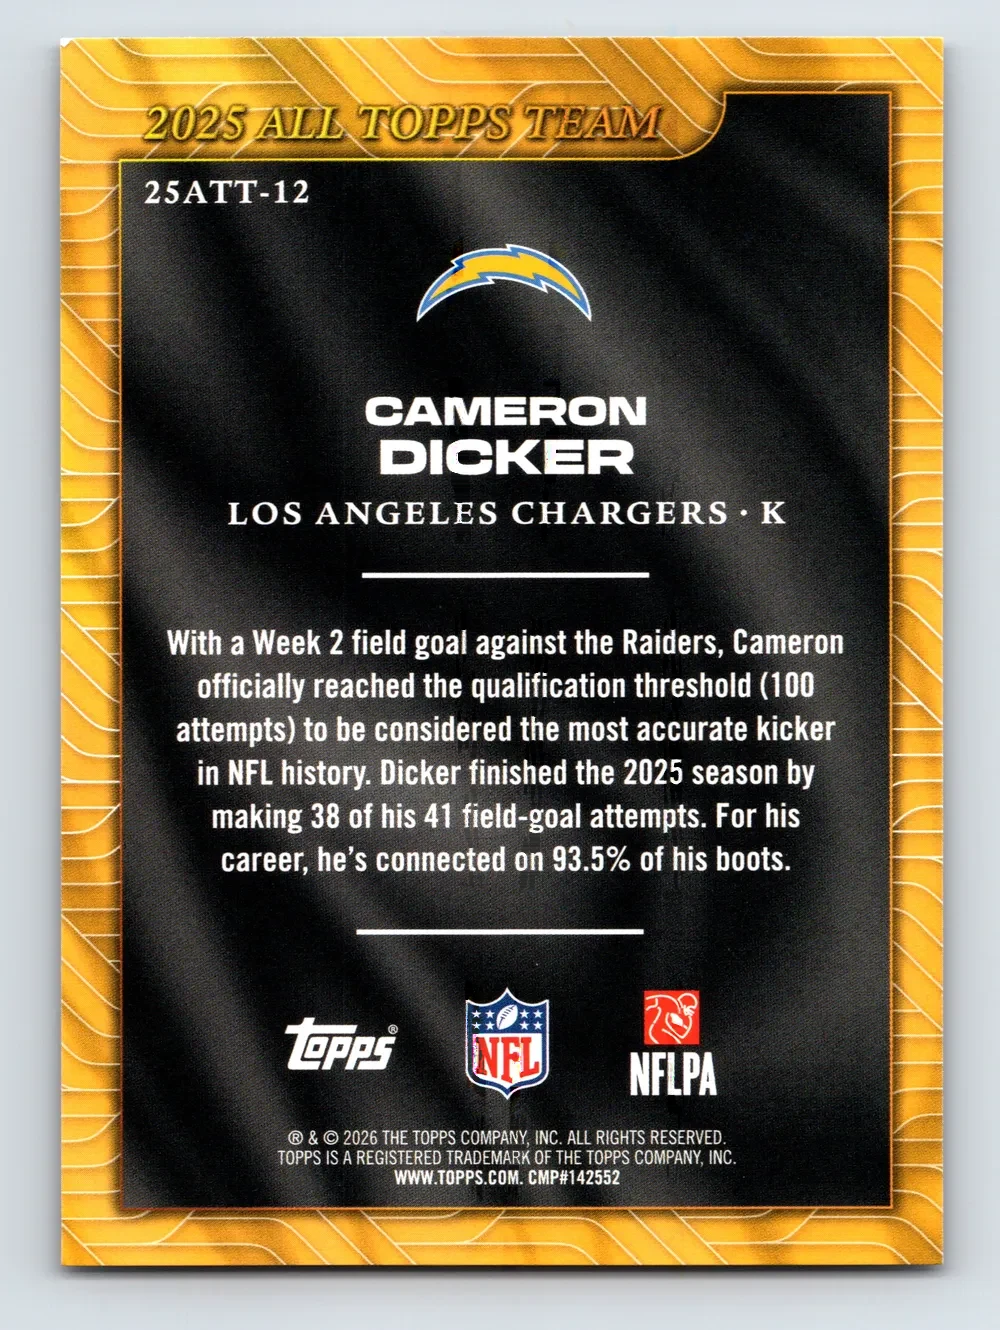 2025 ALL TOPPS TEAM
25ATT-12
CAMERON
DICKER
LOS ANGELES CHARGERS · K
With a Week 2 field goal against the Raiders, Cameron
officially reached the qualification threshold (100
attempts) to be considered the most accurate kicker
in NFL history. Dicker finished the 2025 season by
making 38 of his 41 field-goal attempts. For his
career, he's connected on 93.5% of his boots.
Topps®
NFL
NFLPA
® & © 2026 THE TOPPS COMPANY, INC. ALL RIGHTS RESERVED.
TOPPS IS A REGISTERED TRADEMARK OF THE TOPPS COMPANY, INC.
WWW.TOPPS.COM. CMP#142552